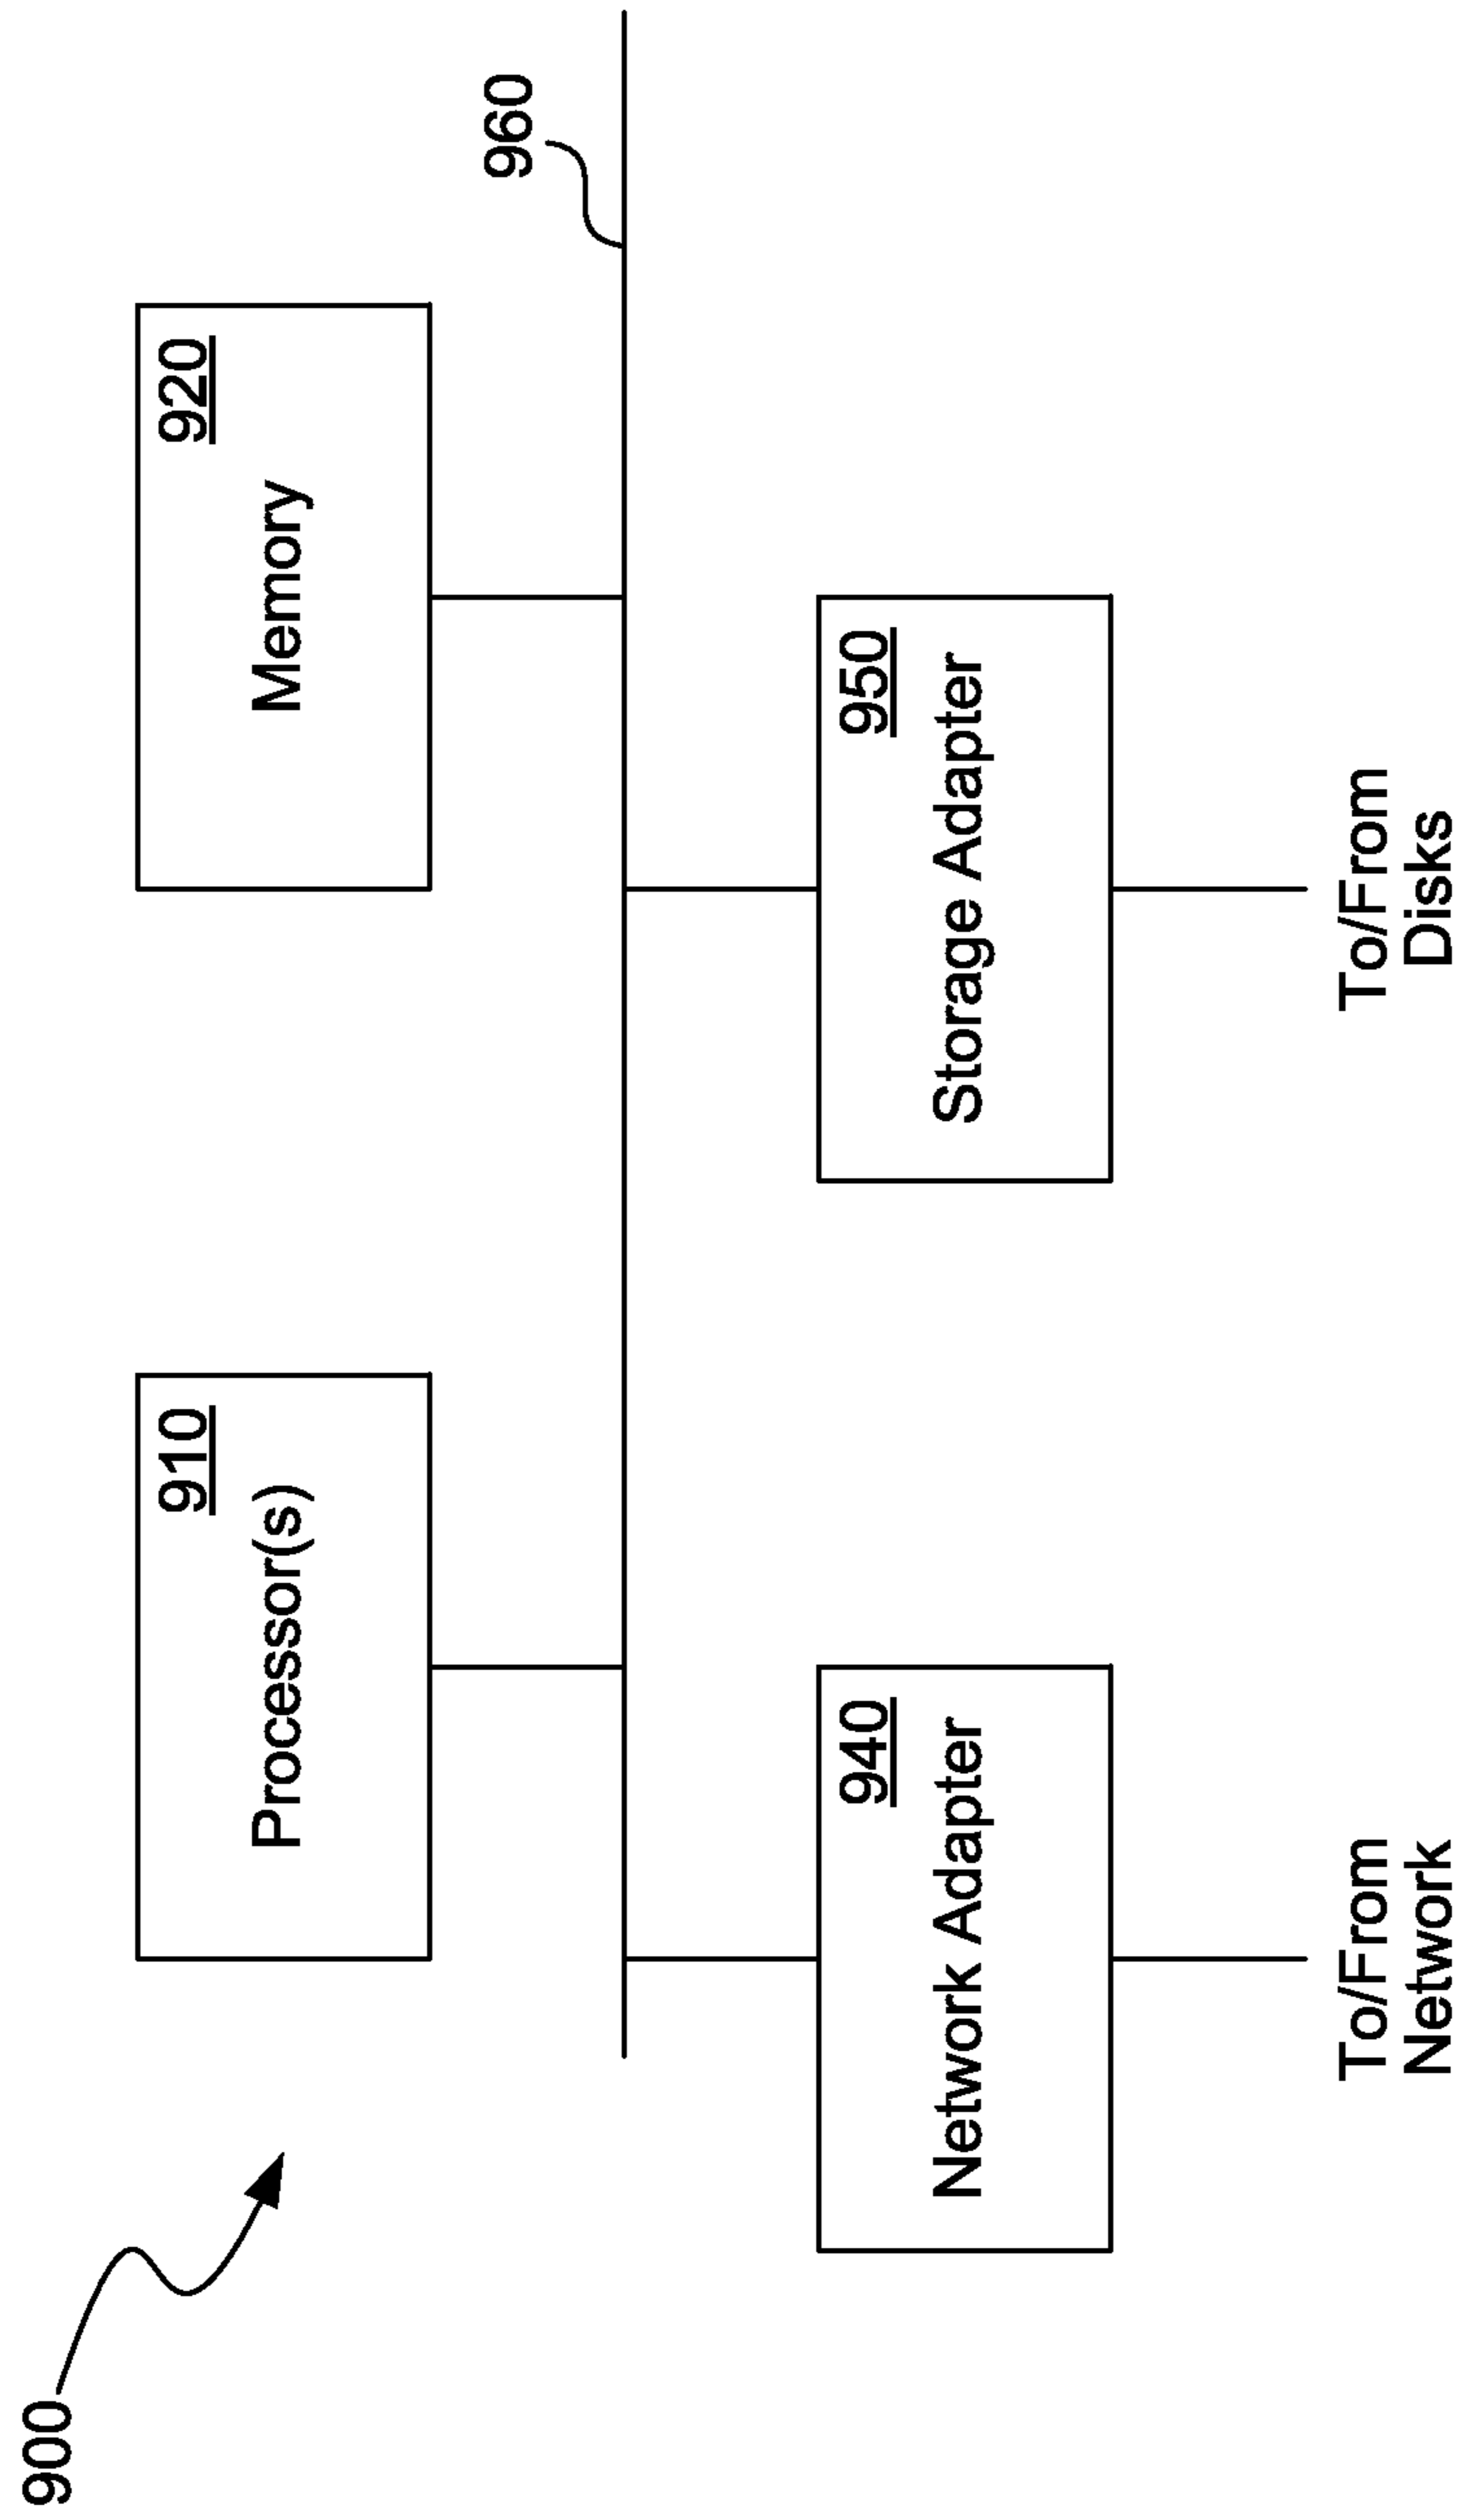 900
910
Processor(s)
920
Memory
960
940
Network Adapter
950
Storage Adapter
To/From
Network
To/From
Disks